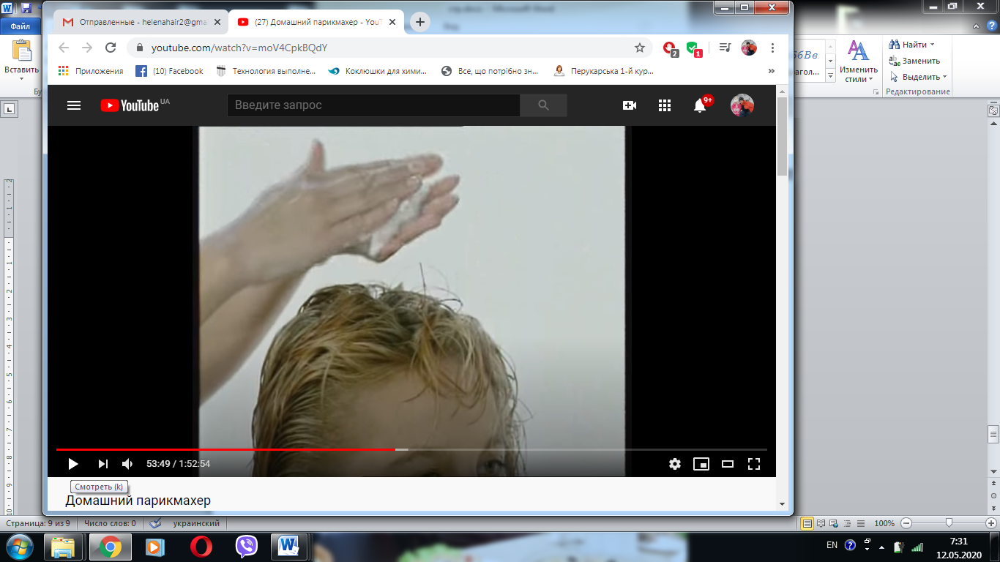 Отправленные - helenahair2@gma
(27) Домашний парикмахер - YouT
youtube.com/watch?v=moV4CpkBQdY
2
1
Приложения
(10) Facebook
Технология выполне...
Коклюшки для хими...
Все, що потрібно зн...
Перукарська 1-й кур...
»
YouTube UA
Введите запрос
9+
53:49 / 1:52:54
Смотреть (k)
Домашний парикмахер
Файл
Вставить
Изменить
стили
Найти
Заменить
Выделить
Редактирование
Страница: 9 из 9
Число слов: 0
украинский
100%
EN
7:31
12.05.2020